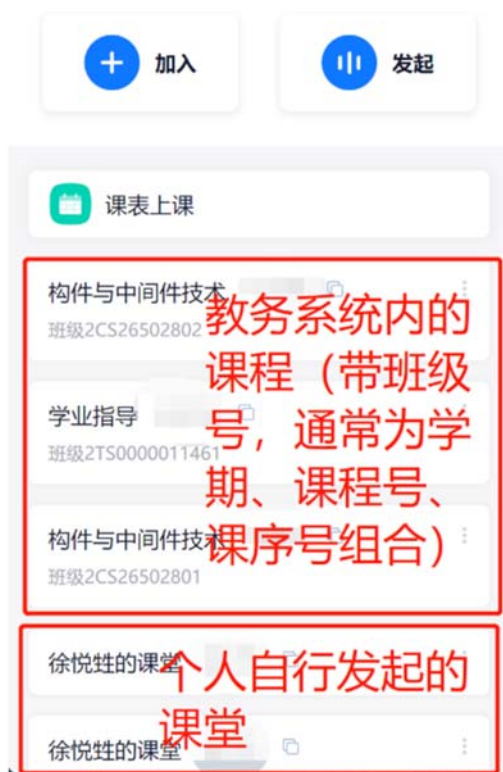 加入
发起
课表上课
构件与中间件技术
班级2CS26502802
学业指导
班级2TS0000011461
构件与中间件技术
班级2CS26502801
教务系统内的
课程（带班级
号，通常为学
期、课程号、
课序号组合）
徐悦甡的课堂
徐悦甡的课堂
个人自行发起的
课堂